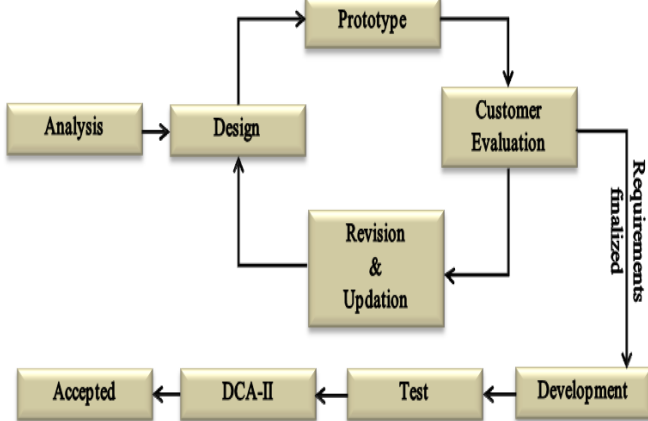 Prototype
Analysis
Design
Customer
Evaluation
Requirements
finalized
Revision
&
Updation
Accepted
DCA-II
Test
Development